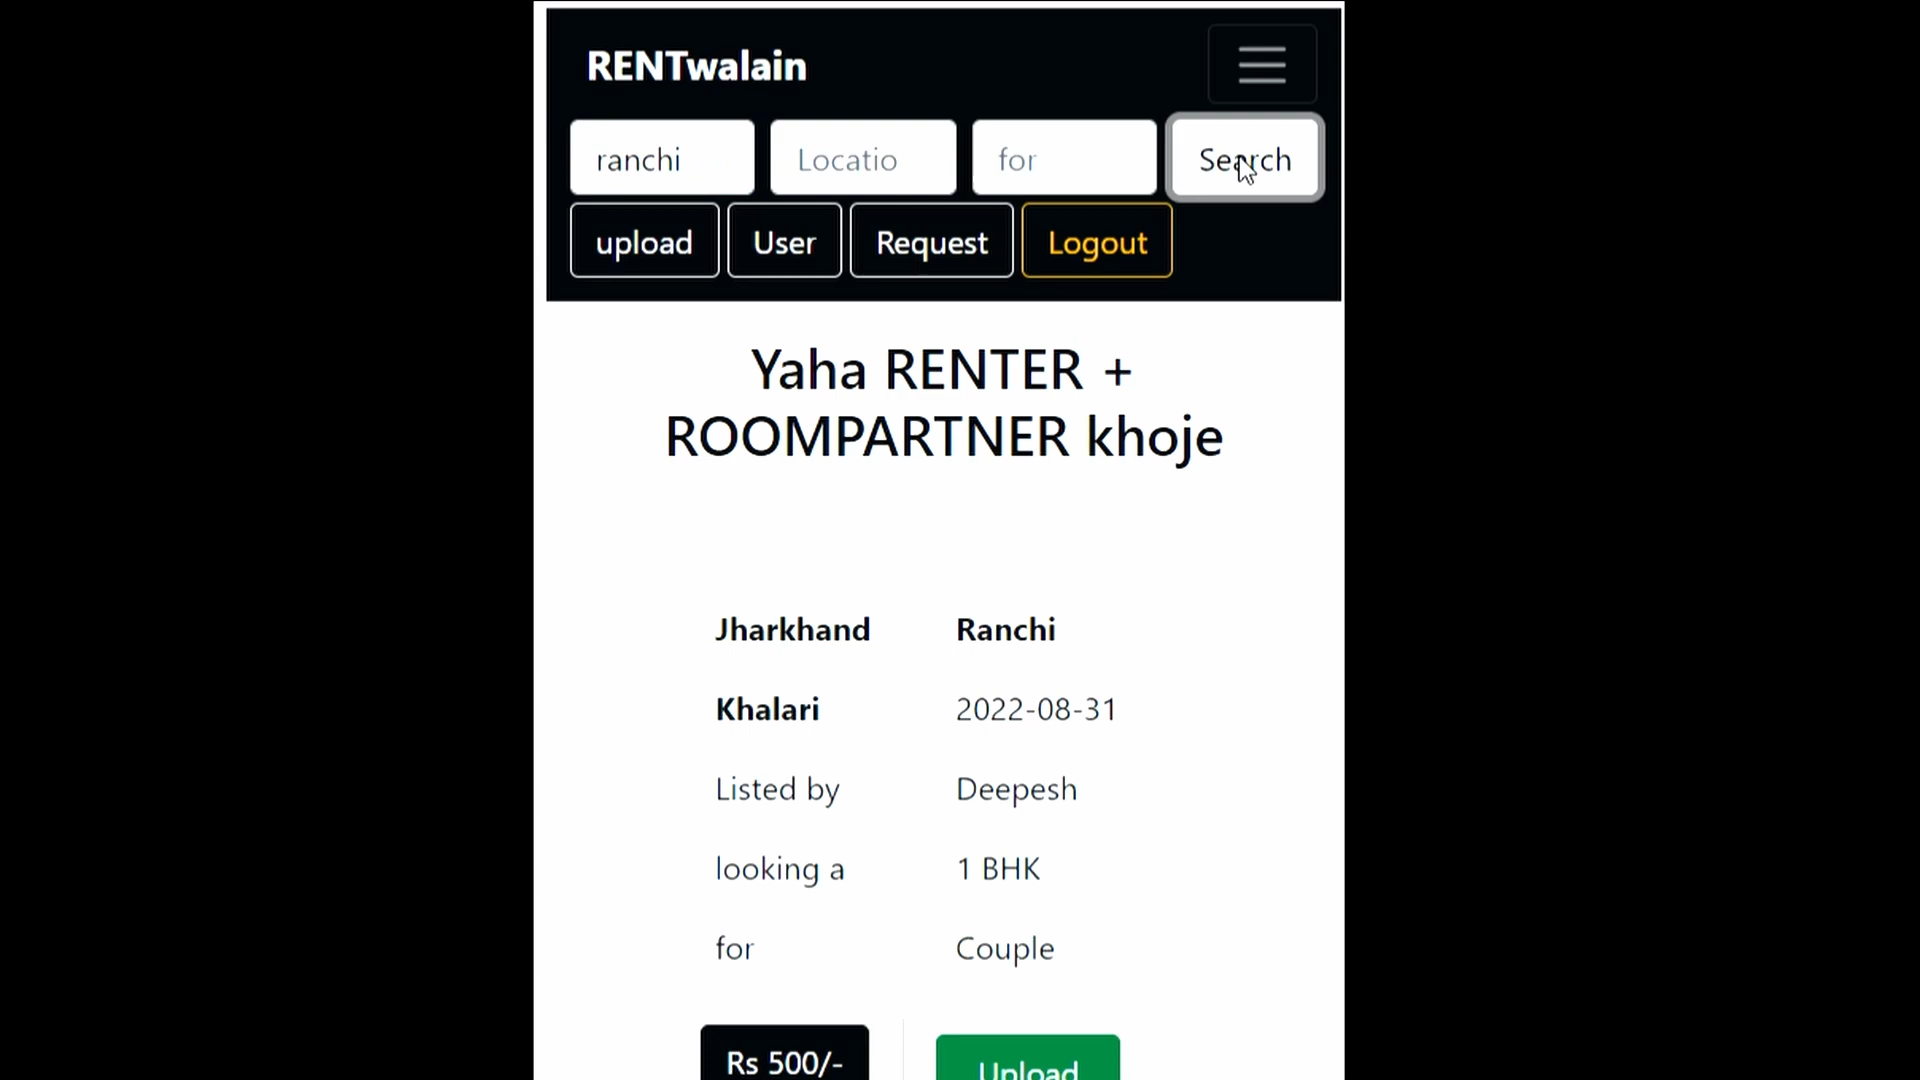 RENTwalain
ranchi Locatio for Search
upload User Request Logout
Yaha RENTER +
ROOMPARTNER khoje
Jharkhand Ranchi
Khalari 2022-08-31
Listed by Deepesh
looking a 1 BHK
for Couple
Rs 500/- Upload